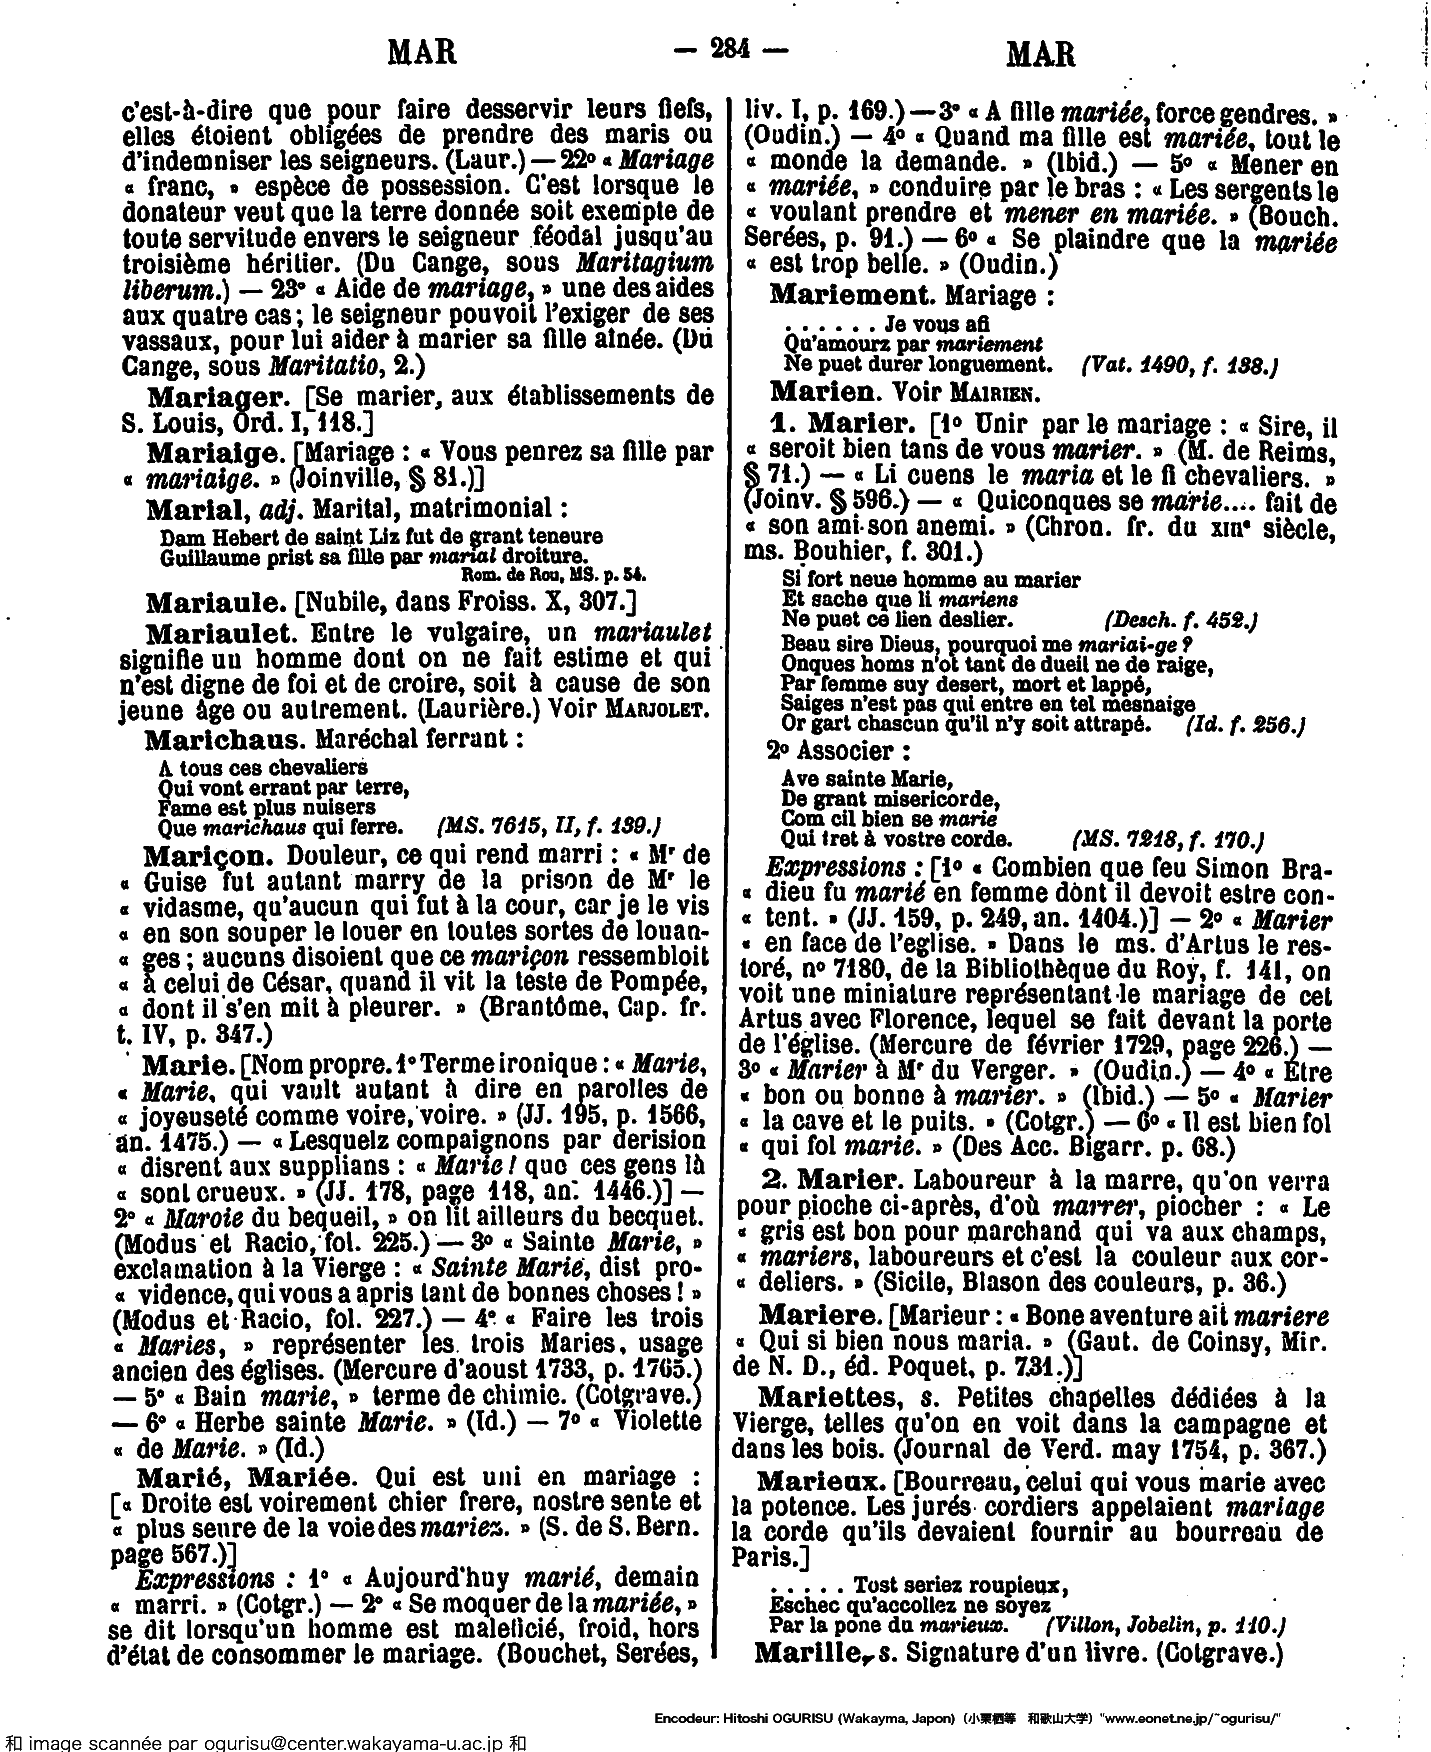 MAR — 284 — MAR
c'est-à-dire que pour faire desservir leurs fiefs,
elles étoient obligées de prendre des maris ou
d'indemniser les seigneurs. (Laur.) — 22º « Mariage
« franc, » espèce de possession. C'est lorsque le
donateur veut que la terre donnée soit exempte de
toute servitude envers le seigneur féodal jusqu'au
troisième héritier. (Du Cange, sous Maritagium
liberum.) — 23º « Aide de mariage, » une des aides
aux quatre cas; le seigneur pouvoit l'exiger de ses
vassaux, pour lui aider à marier sa fille aînée. (Du
Cange, sous Maritatio, 2.)
Mariager. [Se marier, aux établissements de
S. Louis, Ord. I, 118.]
Mariaige. [Mariage : « Vous penrez sa fille par
« mariaige. » (Joinville, § 81.)]
Marial, adj. Marital, matrimonial :
Dam Hebert de saint Liz fut de grant teneure
Guillaume prist sa fille par marial droiture.
Rom. de Rou, MS. p. 54.
Mariaule. [Nubile, dans Froiss. X, 307.]
Mariaulet. Entre le vulgaire, un mariaulet
signifie un homme dont on ne fait estime et qui
n'est digne de foi et de croire, soit à cause de son
jeune âge ou autrement. (Laurière.) Voir MARJOLET.
Marichaus. Maréchal ferrant :
A tous ces chevaliers
Qui vont errant par terre,
Fame est plus nuisers
Que marichaus qui ferre. (MS. 7615, II, f. 139.)
Mariçon. Douleur, ce qui rend marri : « Mr de
« Guise fut autant marry de la prison de Mr le
« vidasme, qu'aucun qui fut à la cour, car je le vis
« en son souper le louer en toutes sortes de louan-
« ges ; aucuns disoient que ce mariçon ressembloit
« à celui de César, quand il vit la teste de Pompée,
« dont il s'en mit à pleurer. » (Brantôme, Cap. fr.
t. IV, p. 347.)
Marie. [Nom propre. 1º Terme ironique : « Marie,
« Marie, qui vault autant à dire en parolles de
« joyeuseté comme voire, voire. » (JJ. 195, p. 1566,
an. 1475.) — « Lesquelz compaignons par derision
« disrent aux supplians : « Marie ! que ces gens là
« sont crueux. » (JJ. 178, page 118, an. 1446.)] —
2º « Maroie du bequeil, » on lit ailleurs du becquet.
(Modus et Racio, fol. 225.) — 3º « Sainte Marie, »
exclamation à la Vierge : « Sainte Marie, dist pro-
« vidence, qui vous a apris tant de bonnes choses ! »
(Modus et Racio, fol. 227.) — 4º « Faire les trois
« Maries, » représenter les trois Maries, usage
ancien des églises. (Mercure d'aoust 1733, p. 1765.)
— 5º « Bain marie, » terme de chimie. (Cotgrave.)
— 6º « Herbe sainte Marie. » (Id.) — 7º « Violette
« de Marie. » (Id.)
Marié, Mariée. Qui est uni en mariage :
[« Droite est voirement chier frere, nostre sente et
« plus seure de la voie des mariez. » (S. de S. Bern.
page 567.)]
Expressions : 1º « Aujourd'huy marié, demain
« marri. » (Cotgr.) — 2º « Se moquer de la mariée, »
se dit lorsqu'un homme est maleficié, froid, hors
d'état de consommer le mariage. (Bouchet, Serées,
liv. I, p. 169.) — 3º « A fille mariée, force gendres. »
(Oudin.) — 4º « Quand ma fille est mariée, tout le
« monde la demande. » (Ibid.) — 5º « Mener en
« mariée, » conduire par le bras : « Les sergents le
« voulant prendre et mener en mariée. » (Bouch.
Serées, p. 91.) — 6º « Se plaindre que la mariée
« est trop belle. » (Oudin.)
Mariement. Mariage :
. . . . . . Je vous afi
Qu'amourz par mariement
Ne puet durer longuement. (Vat. 1490, f. 138.)
Marien. Voir MAIRIEN.
1. Marier. [1º Unir par le mariage : « Sire, il
« seroit bien tans de vous marier. » (M. de Reims,
§ 71.) — « Li cuens le maria et le fi chevaliers. »
(Joinv. § 596.) — « Quiconques se marie.... fait de
« son ami son anemi. » (Chron. fr. du XIIIe siècle,
ms. Bouhier, f. 301.)
Si fort neue homme au marier
Et sache que li mariens
Ne puet ce lien deslier. (Desch. f. 452.)
Beau sire Dieus, pourquoi me mariai-ge ?
Onques homs n'ot tant de dueil ne de raige,
Par femme suy desert, mort et lappé,
Saiges n'est pas qui entre en tel mesnaige
Or gart chascun qu'il n'y soit attrapé. (Id. f. 256.)
2º Associer :
Ave sainte Marie,
De grant misericorde,
Com cil bien se marie
Qui tret à vostre corde. (MS. 7218, f. 170.)
Expressions : [1º « Combien que feu Simon Bra-
« dieu fu marié en femme dont il devoit estre con-
« tent. » (JJ. 159, p. 249, an. 1404.)] — 2º « Marier
« en face de l'eglise. » Dans le ms. d'Artus le res-
toré, nº 7180, de la Bibliothèque du Roy, f. 141, on
voit une miniature représentant le mariage de cet
Artus avec Florence, lequel se fait devant la porte
de l'église. (Mercure de février 1729, page 226.) —
3º « Marier à Mr du Verger. » (Oudin.) — 4º « Etre
« bon ou bonne à marier. » (Ibid.) — 5º « Marier
« la cave et le puits. » (Cotgr.) — 6º « Il est bien fol
« qui fol marie. » (Des Acc. Bigarr. p. 68.)
2. Marier. Laboureur à la marre, qu'on verra
pour pioche ci-après, d'où marrer, piocher : « Le
« gris est bon pour marchand qui va aux champs,
« mariers, laboureurs et c'est la couleur aux cor-
« deliers. » (Sicile, Blason des couleurs, p. 36.)
Mariere. [Marieur : « Bone aventure ait mariere
« Qui si bien nous maria. » (Gaut. de Coinsy, Mir.
de N. D., éd. Poquet, p. 731.)]
Mariettes, s. Petites chapelles dédiées à la
Vierge, telles qu'on en voit dans la campagne et
dans les bois. (Journal de Verd. may 1754, p. 367.)
Marieux. [Bourreau, celui qui vous marie avec
la potence. Les jurés cordiers appelaient mariage
la corde qu'ils devaient fournir au bourreau de
Paris.]
. . . . . Tost seriez roupieux,
Eschec qu'accollez ne soyez
Par la pone du marieux. (Villon, Jobelin, p. 110.)
Marille, s. Signature d'un livre. (Cotgrave.)
Encodeur: Hitoshi OGURISU (Wakayma, Japon) (小栗栖等 和歌山大学) "www.eonet.ne.jp/~ogurisu/"
和 image scannée par ogurisu@center.wakayama-u.ac.jp 和